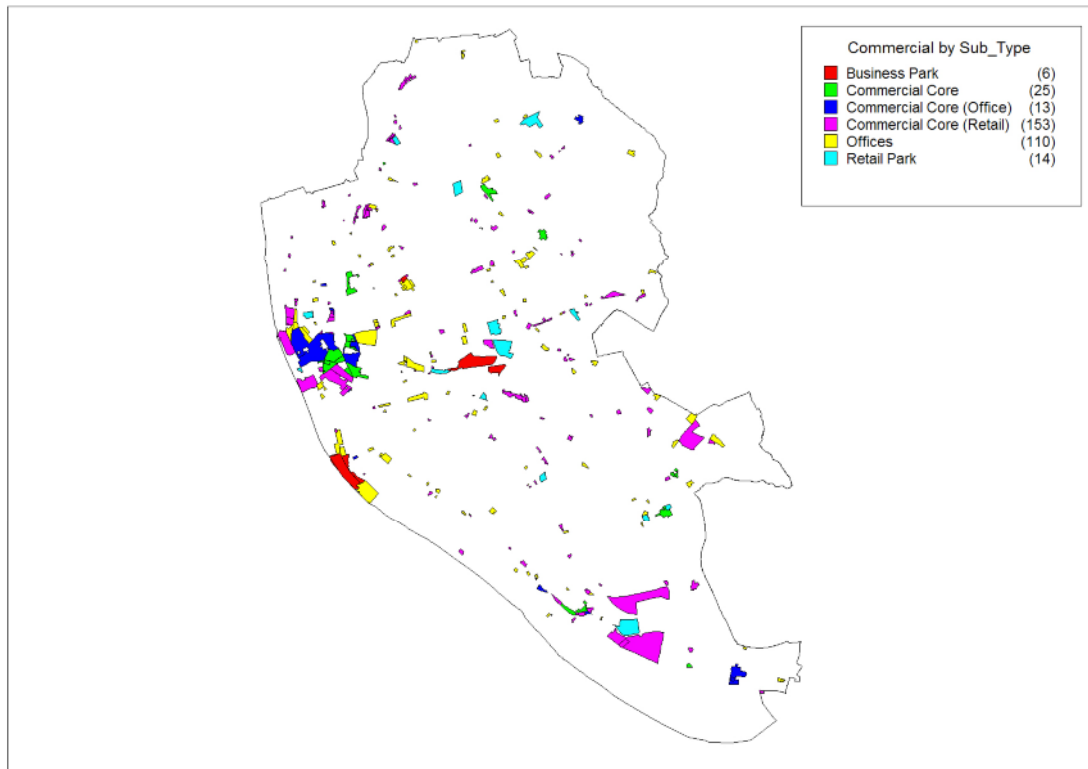 Commercial by Sub_Type
Business Park (6)
Commercial Core (25)
Commercial Core (Office) (13)
Commercial Core (Retail) (153)
Offices (110)
Retail Park (14)